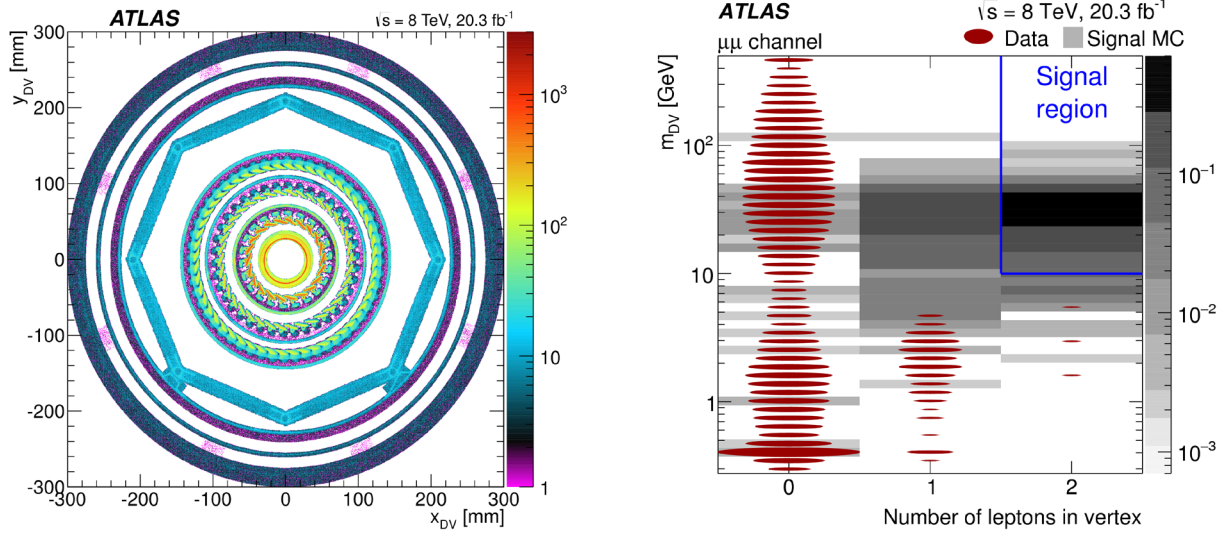 ATLAS
√s = 8 TeV, 20.3 fb⁻¹
y_DV [mm]
300
200
100
0
-100
-200
-300
-300 -200 -100 0 100 200 300
x_DV [mm]
10³
10²
10
1
ATLAS
√s = 8 TeV, 20.3 fb⁻¹
μμ channel
Data
Signal MC
Signal
region
m_DV [GeV]
10²
10
1
0 1 2
Number of leptons in vertex
10⁻¹
10⁻²
10⁻³